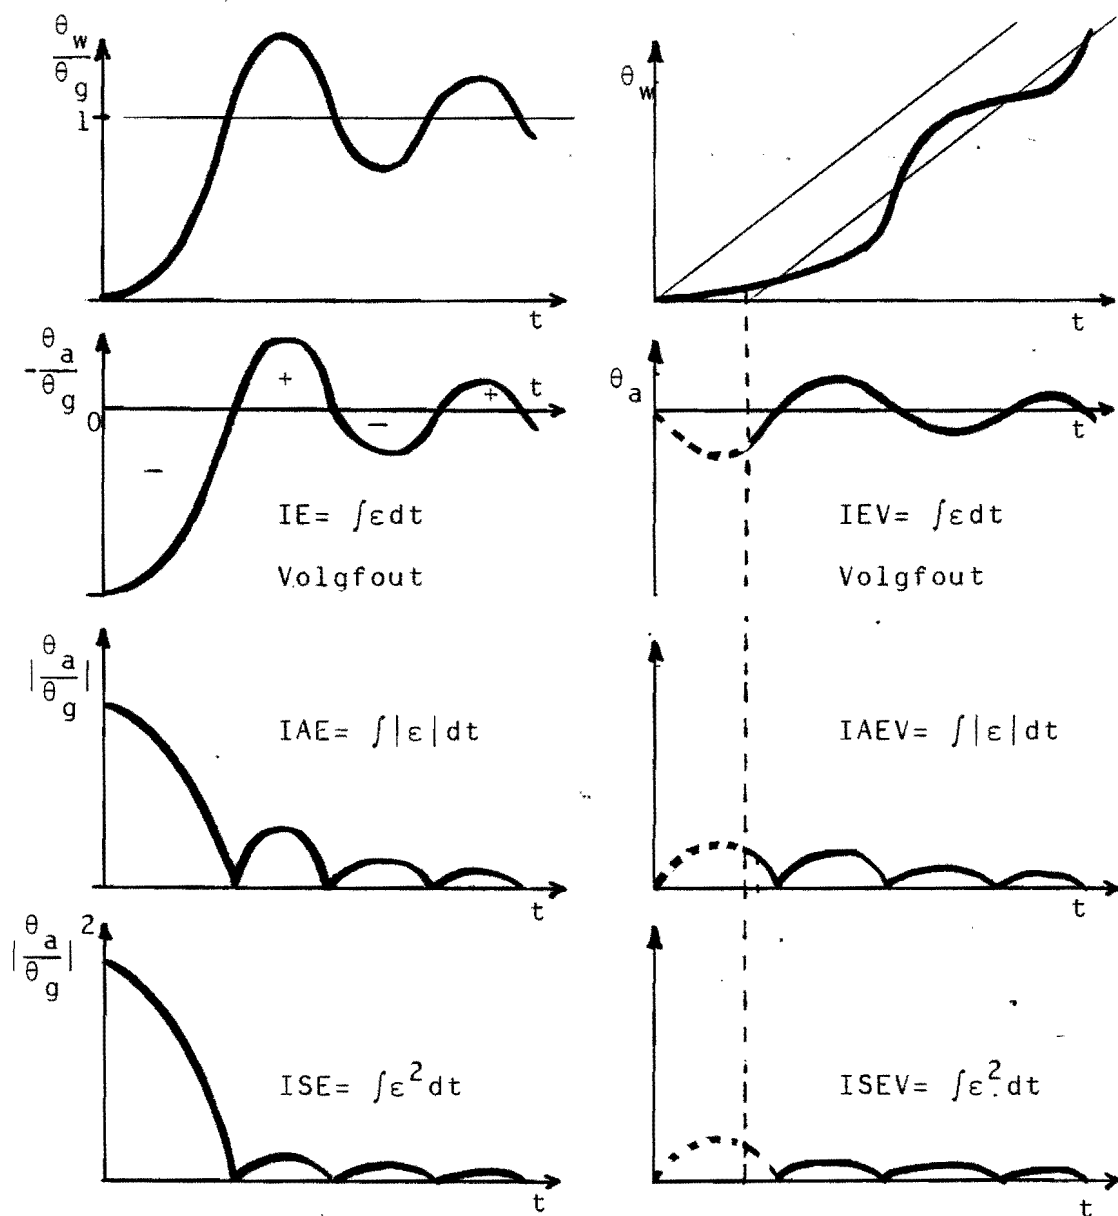 θw/θg
1
t
θw
t
-θa/θg
0
+
+
−
−
t
IE= ∫εdt
Volgfout
θa
t
IEV= ∫εdt
Volgfout
|θa/θg|
IAE= ∫|ε|dt
t
IAEV= ∫|ε|dt
t
|θa/θg|²
ISE= ∫ε²dt
t
ISEV= ∫ε²dt
t